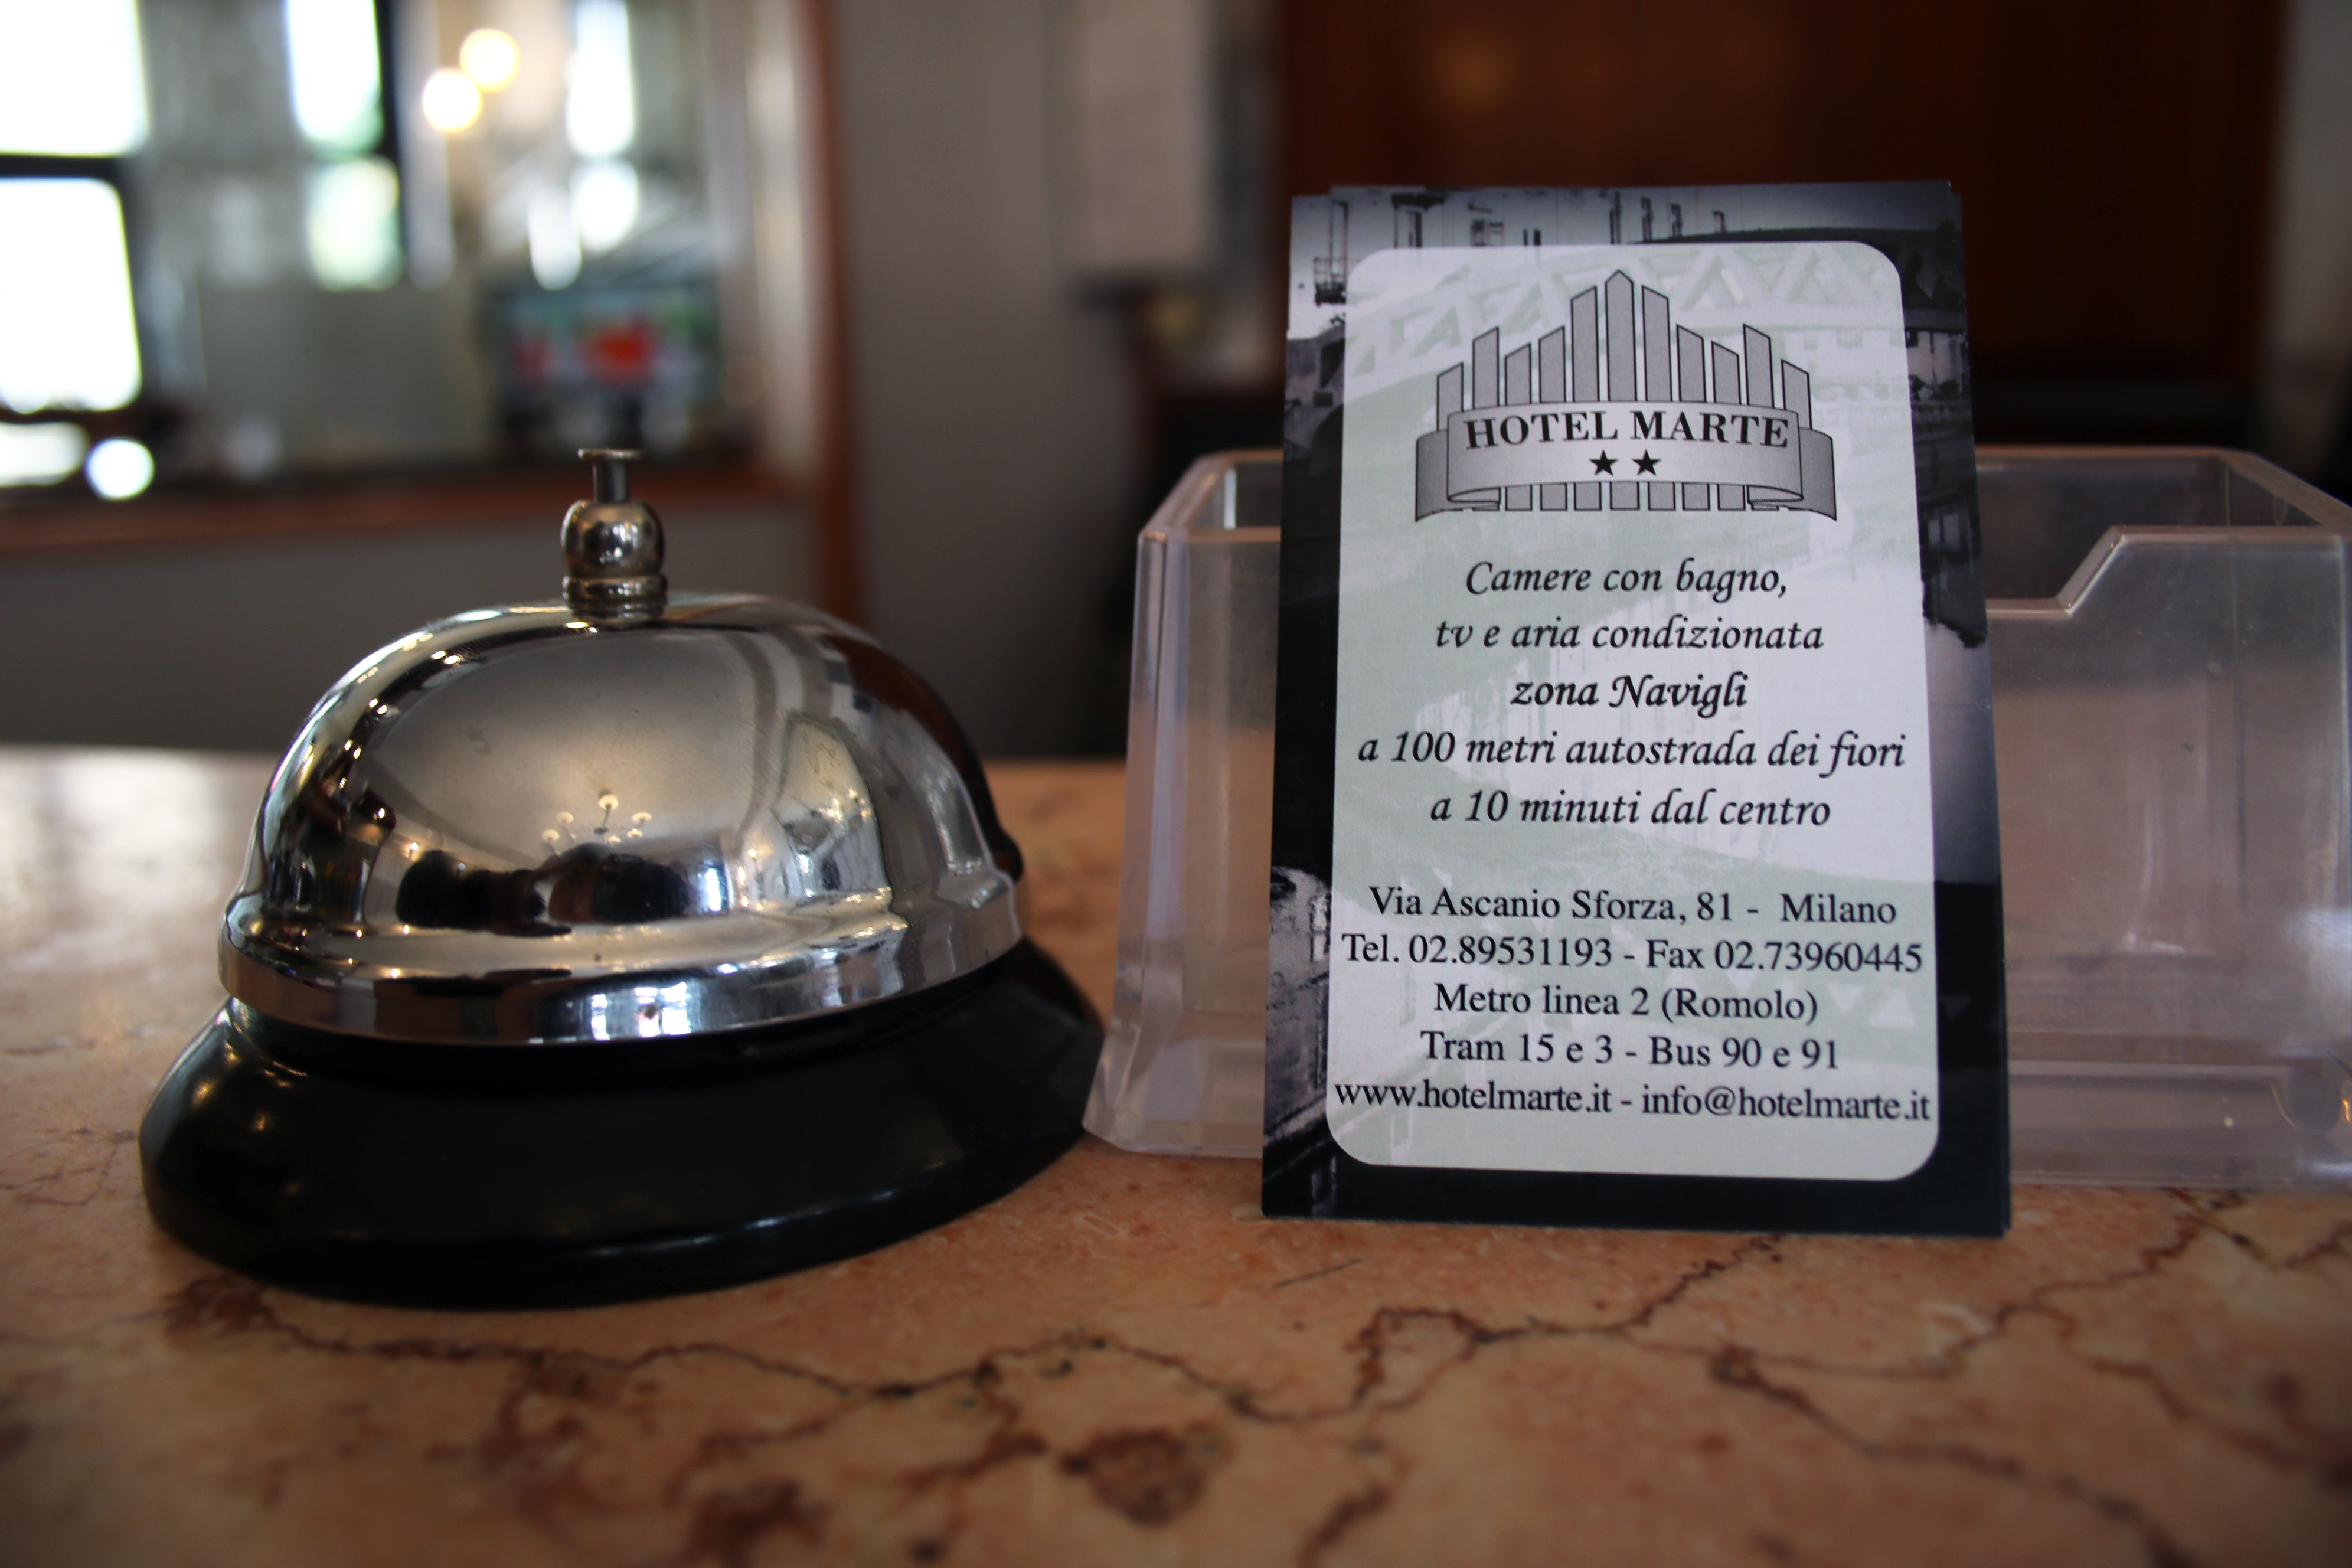 HOTEL MARTE
★ ★
Camere con bagno,
tv e aria condizionata
zona Navigli
a 100 metri autostrada dei fiori
a 10 minuti dal centro
Via Ascanio Sforza, 81 - Milano
Tel. 02.89531193 - Fax 02.73960445
Metro linea 2 (Romolo)
Tram 15 e 3 - Bus 90 e 91
www.hotelmarte.it - info@hotelmarte.it